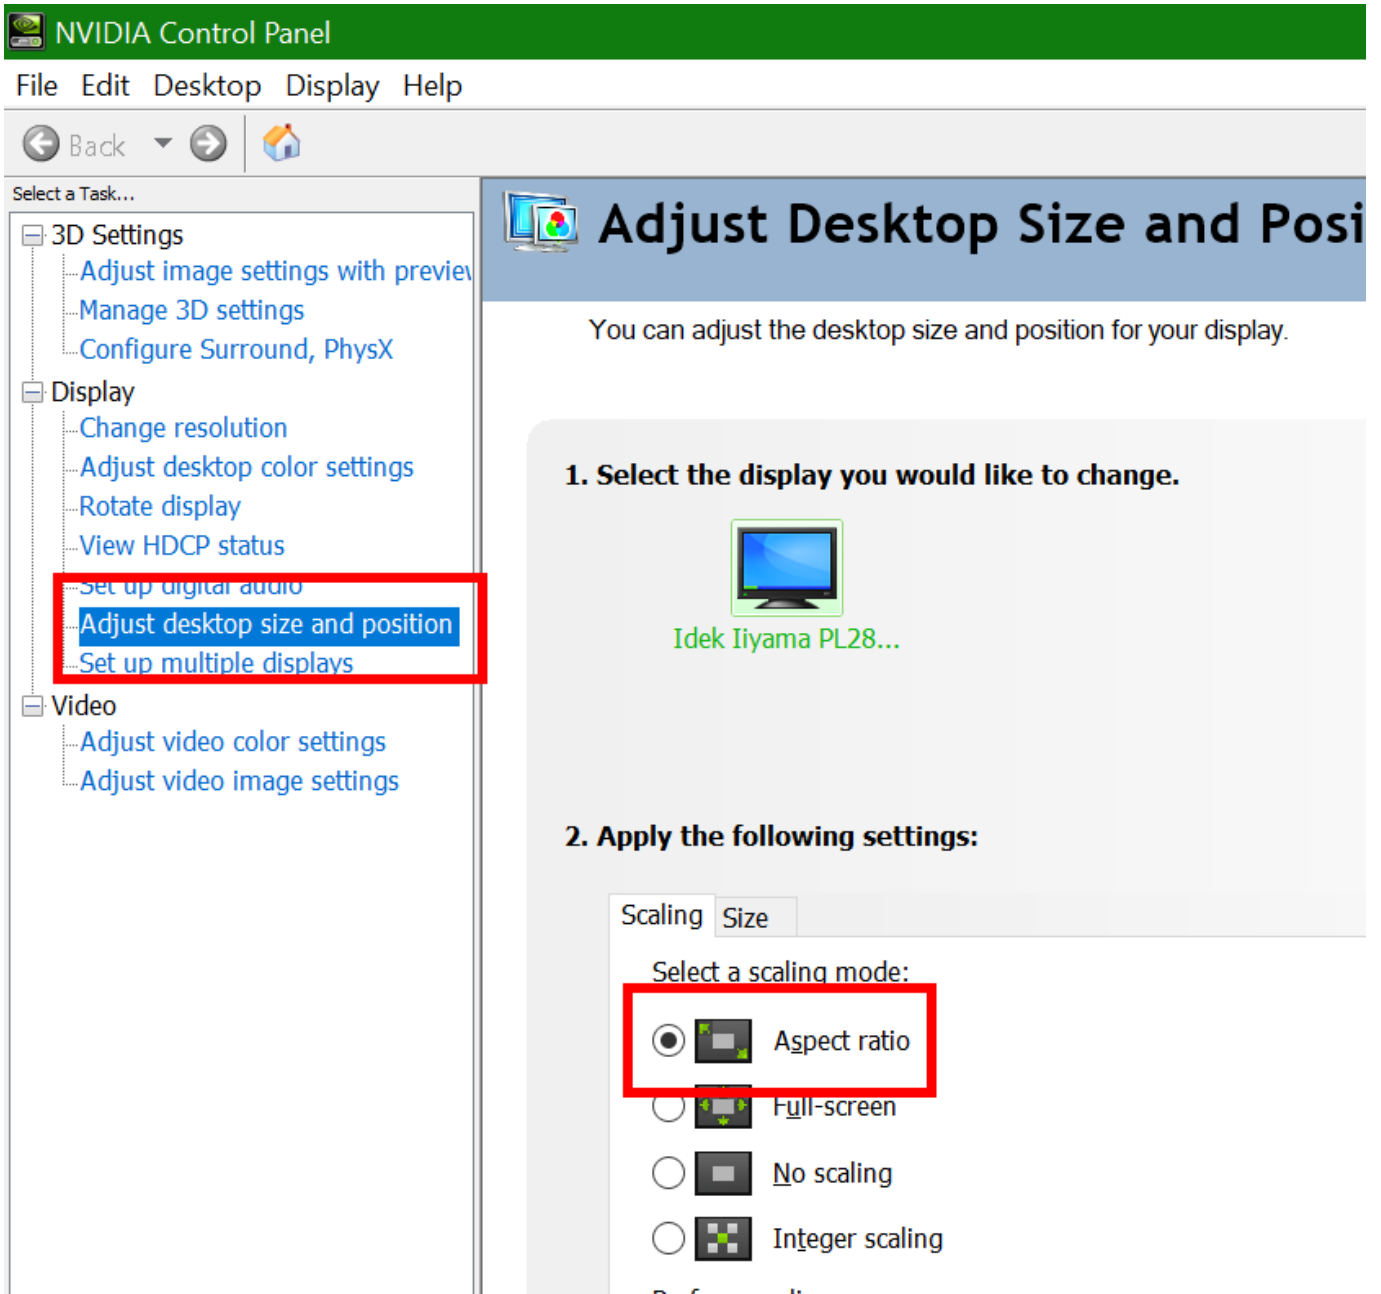 NVIDIA Control Panel
File Edit Desktop Display Help
Back
Select a Task...
3D Settings
Adjust image settings with preview
Manage 3D settings
Configure Surround, PhysX
Display
Change resolution
Adjust desktop color settings
Rotate display
View HDCP status
Set up digital audio
Adjust desktop size and position
Set up multiple displays
Video
Adjust video color settings
Adjust video image settings
Adjust Desktop Size and Posi
You can adjust the desktop size and position for your display.
1. Select the display you would like to change.
Idek Iiyama PL28...
2. Apply the following settings:
Scaling Size
Select a scaling mode:
Aspect ratio
Full-screen
No scaling
Integer scaling